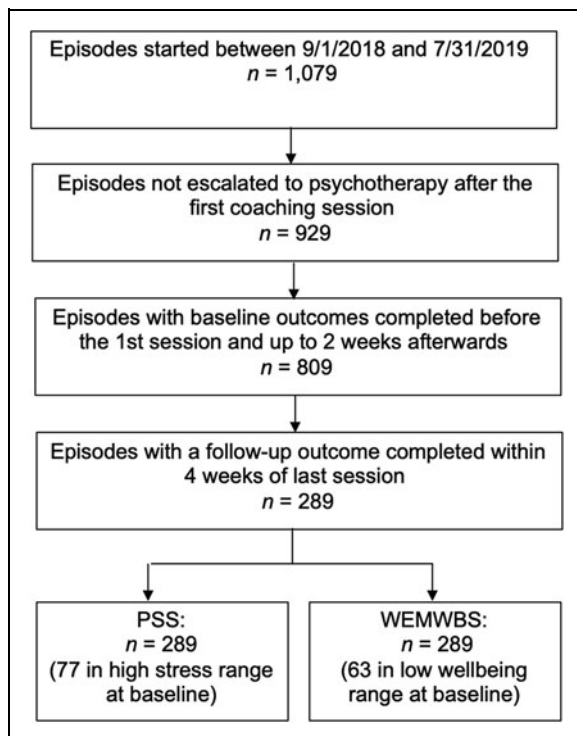 Episodes started between 9/1/2018 and 7/31/2019
n = 1,079
Episodes not escalated to psychotherapy after the
first coaching session
n = 929
Episodes with baseline outcomes completed before
the 1st session and up to 2 weeks afterwards
n = 809
Episodes with a follow-up outcome completed within
4 weeks of last session
n = 289
PSS:
n = 289
(77 in high stress range
at baseline)
WEMWBS:
n = 289
(63 in low wellbeing
range at baseline)